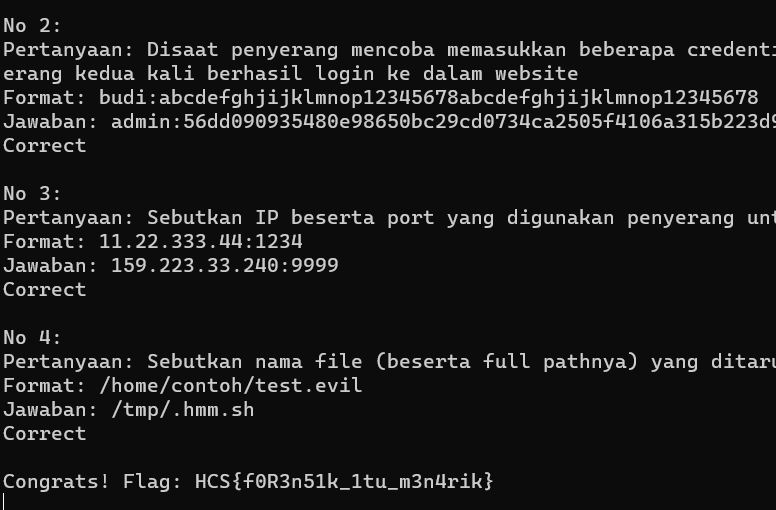 No 2:
Pertanyaan: Disaat penyerang mencoba memasukkan beberapa credenti
erang kedua kali berhasil login ke dalam website
Format: budi:abcdefghjijklmnop12345678abcdefghjijklmnop12345678
Jawaban: admin:56dd090935480e98650bc29cd0734ca2505f4106a315b223d9
Correct
No 3:
Pertanyaan: Sebutkan IP beserta port yang digunakan penyerang unt
Format: 11.22.333.44:1234
Jawaban: 159.223.33.240:9999
Correct
No 4:
Pertanyaan: Sebutkan nama file (beserta full pathnya) yang ditaru
Format: /home/contoh/test.evil
Jawaban: /tmp/.hmm.sh
Correct
Congrats! Flag: HCS{f0R3n51k_1tu_m3n4rik}